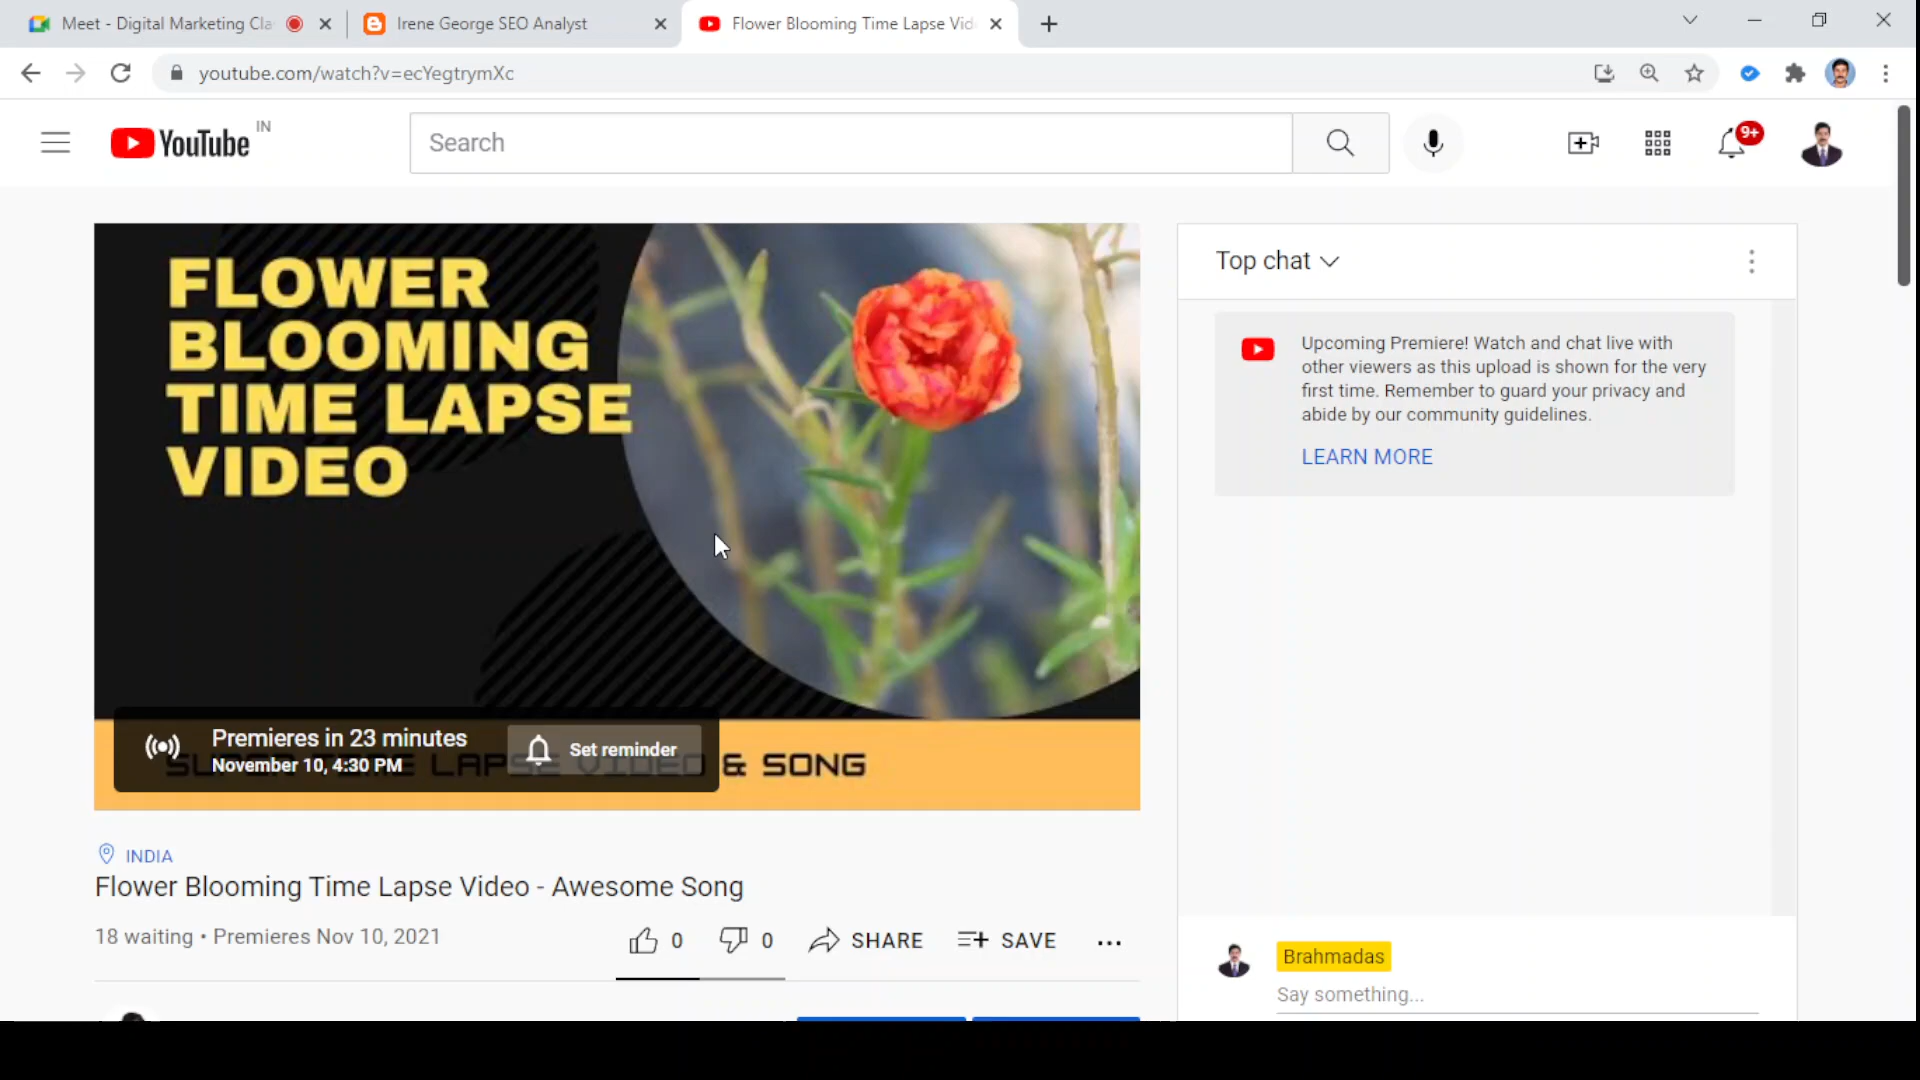 Meet - Digital Marketing Cla
Irene George SEO Analyst
Flower Blooming Time Lapse Vid
youtube.com/watch?v=ecYegtrymXc
YouTube IN
Search
9+
FLOWER
BLOOMING
TIME LAPSE
VIDEO
Premieres in 23 minutes
November 10, 4:30 PM
Set reminder
SUPER TIME LAPSE VIDEO & SONG
INDIA
Flower Blooming Time Lapse Video - Awesome Song
18 waiting • Premieres Nov 10, 2021
0
0
SHARE
SAVE
Top chat
Upcoming Premiere! Watch and chat live with
other viewers as this upload is shown for the very
first time. Remember to guard your privacy and
abide by our community guidelines.
LEARN MORE
Brahmadas
Say something...